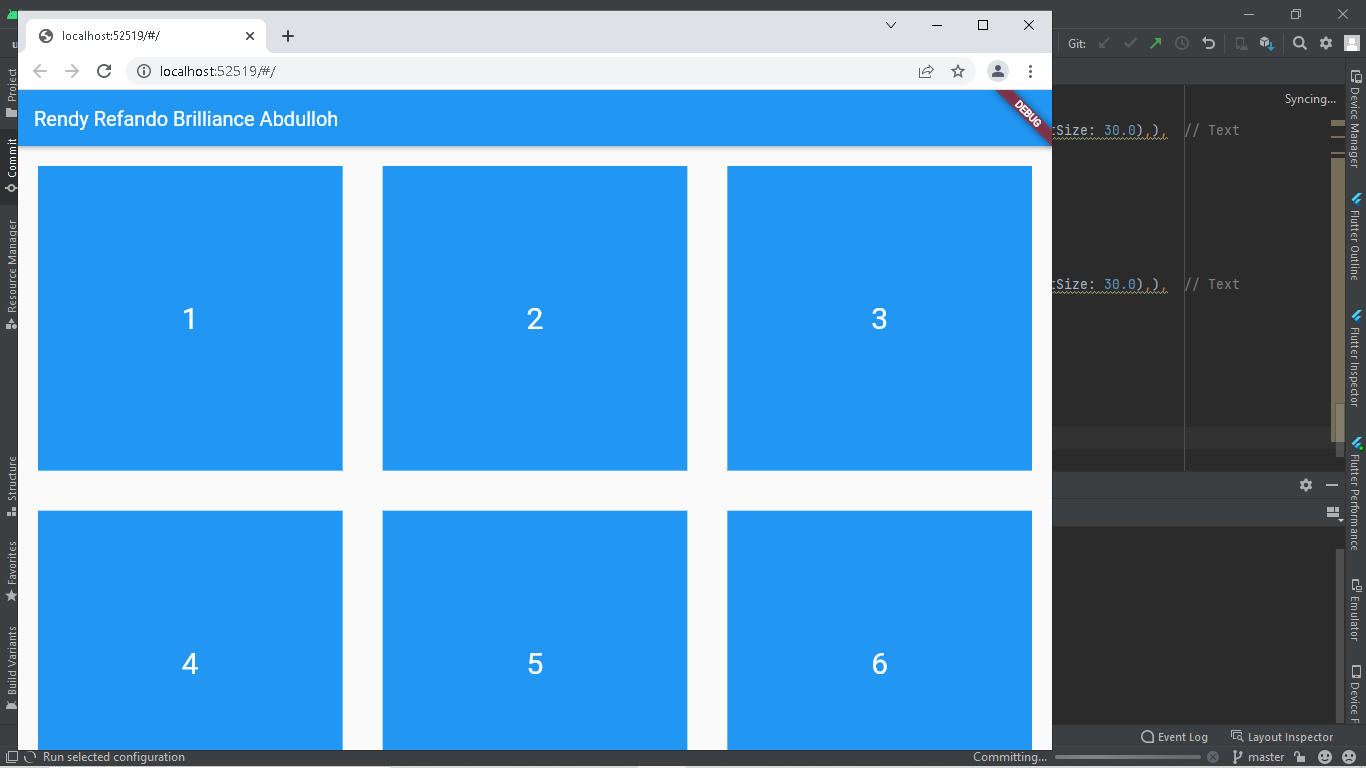 localhost:52519/#/
Git:
localhost:52519/#/
Rendy Refando Brilliance Abdulloh
DEBUG
Syncing...
Size: 30.0),), // Text
Size: 30.0),), // Text
1
2
3
4
5
6
Project
Commit
Resource Manager
Structure
Favorites
Build Variants
Device Manager
Flutter Outline
Flutter Inspector
Flutter Performance
Emulator
Device F
Event Log
Layout Inspector
Run selected configuration
Committing...
master